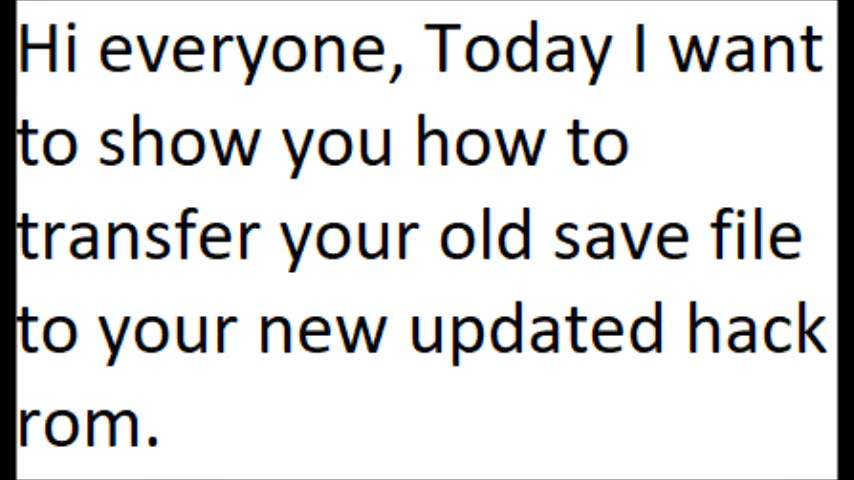 Hi everyone, Today I want
to show you how to
transfer your old save file
to your new updated hack
rom.